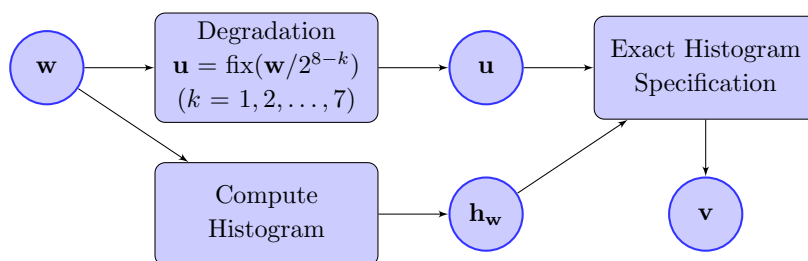 w
Degradation
u = fix(w/2^{8−k})
(k = 1, 2, . . . , 7)
u
Exact Histogram
Specification
Compute
Histogram
h_w
v